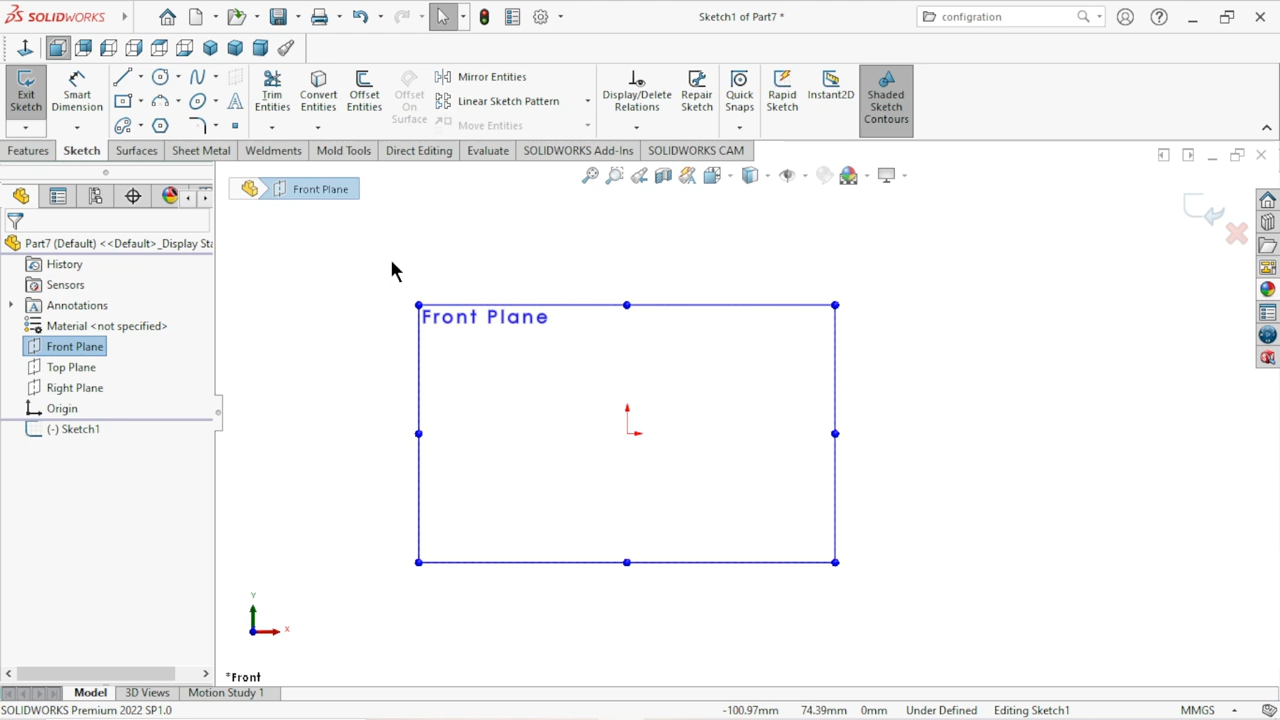 SOLIDWORKS
Sketch1 of Part7 *
configration
Exit Sketch
Smart Dimension
Trim Entities
Convert Entities
Offset Entities
Offset On Surface
Mirror Entities
Linear Sketch Pattern
Move Entities
Display/Delete Relations
Repair Sketch
Quick Snaps
Rapid Sketch
Instant2D
Shaded Sketch Contours
Features
Sketch
Surfaces
Sheet Metal
Weldments
Mold Tools
Direct Editing
Evaluate
SOLIDWORKS Add-Ins
SOLIDWORKS CAM
Front Plane
Part7 (Default) <<Default>_Display Sta
History
Sensors
Annotations
Material <not specified>
Front Plane
Top Plane
Right Plane
Origin
(-) Sketch1
Front Plane
Y
X
*Front
Model
3D Views
Motion Study 1
SOLIDWORKS Premium 2022 SP1.0
-100.97mm
74.39mm
0mm
Under Defined
Editing Sketch1
MMGS